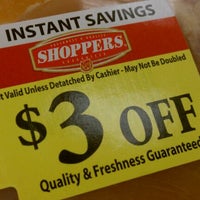 INSTANT SAVINGS
SHOPPERS
t Valid Unless Detatched By Cashier - May Not Be Doubled
$3 OFF
Quality & Freshness Guaranteed